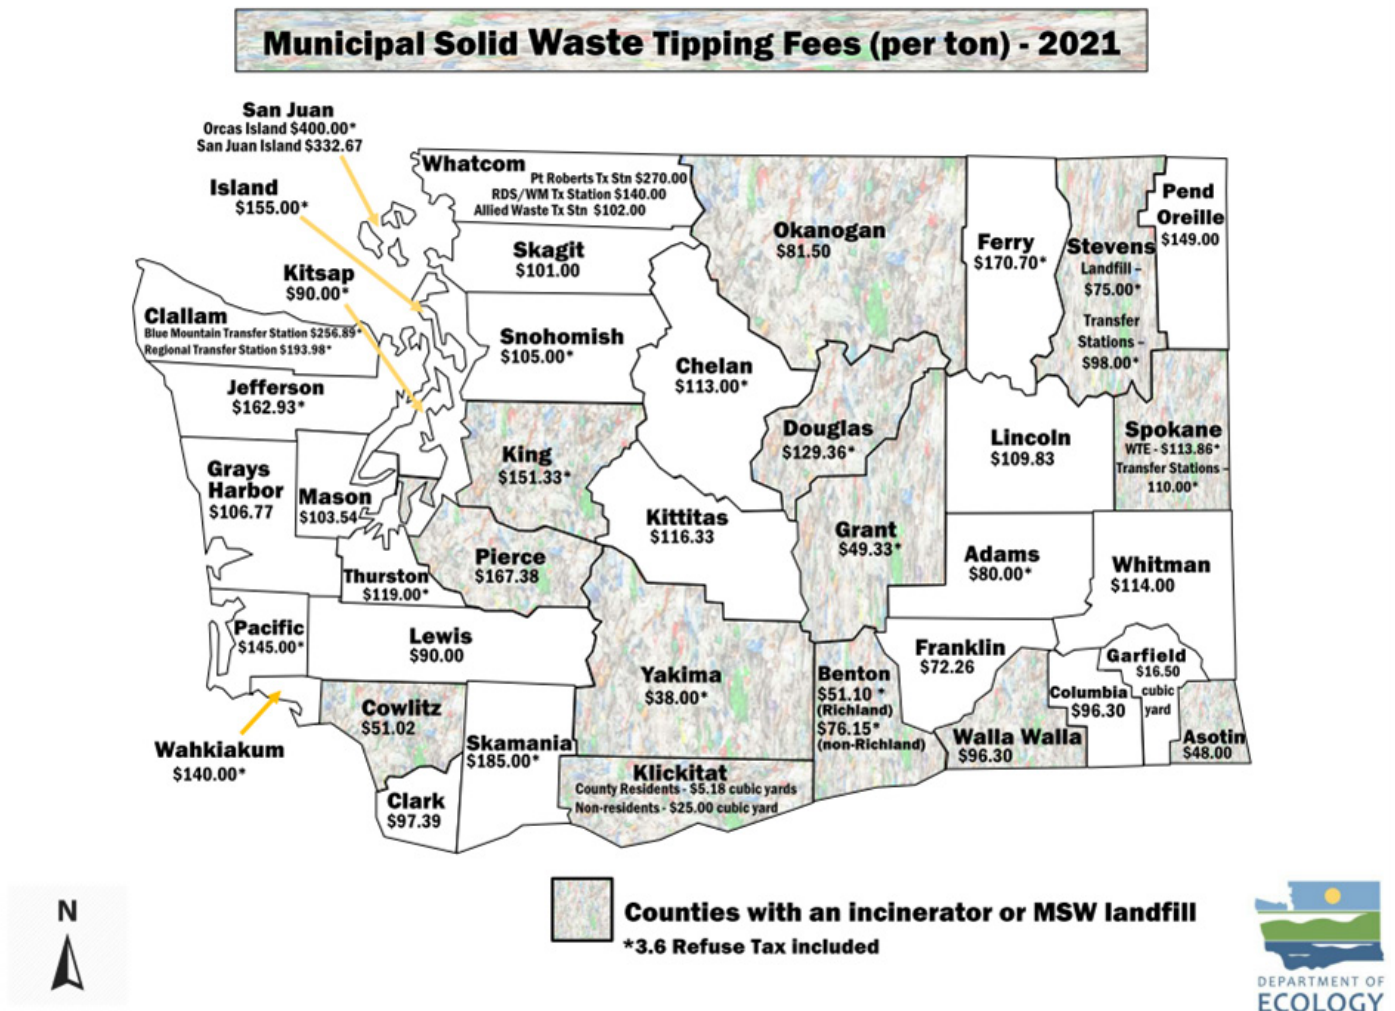 Municipal Solid Waste Tipping Fees (per ton) - 2021
San Juan
Orcas Island $400.00*
San Juan Island $332.67
Island
$155.00*
Kitsap
$90.00*
Whatcom
Pt Roberts Tx Stn $270.00
RDS/WM Tx Station $140.00
Allied Waste Tx Stn $102.00
Skagit
$101.00
Snohomish
$105.00*
Clallam
Blue Mountain Transfer Station $256.89*
Regional Transfer Station $193.98*
Jefferson
$162.93*
Okanogan
$81.50
Ferry
$170.70*
Stevens
Landfill –
$75.00*
Transfer
Stations –
$98.00*
Pend
Oreille
$149.00
Chelan
$113.00*
Douglas
$129.36*
Lincoln
$109.83
Spokane
WTE - $113.86*
Transfer Stations –
110.00*
King
$151.33*
Grays
Harbor
$106.77
Mason
$103.54
Kittitas
$116.33
Grant
$49.33*
Adams
$80.00*
Whitman
$114.00
Pierce
$167.38
Thurston
$119.00*
Pacific
$145.00*
Lewis
$90.00
Yakima
$38.00*
Benton
$51.10 *
(Richland)
$76.15*
(non-Richland)
Franklin
$72.26
Garfield
$16.50
cubic
yard
Columbia
$96.30
Walla Walla
$96.30
Asotin
$48.00
Cowlitz
$51.02
Wahkiakum
$140.00*
Skamania
$185.00*
Klickitat
County Residents - $5.18 cubic yards
Non-residents - $25.00 cubic yard
Clark
$97.39
N
Counties with an incinerator or MSW landfill
*3.6 Refuse Tax included
DEPARTMENT OF
ECOLOGY